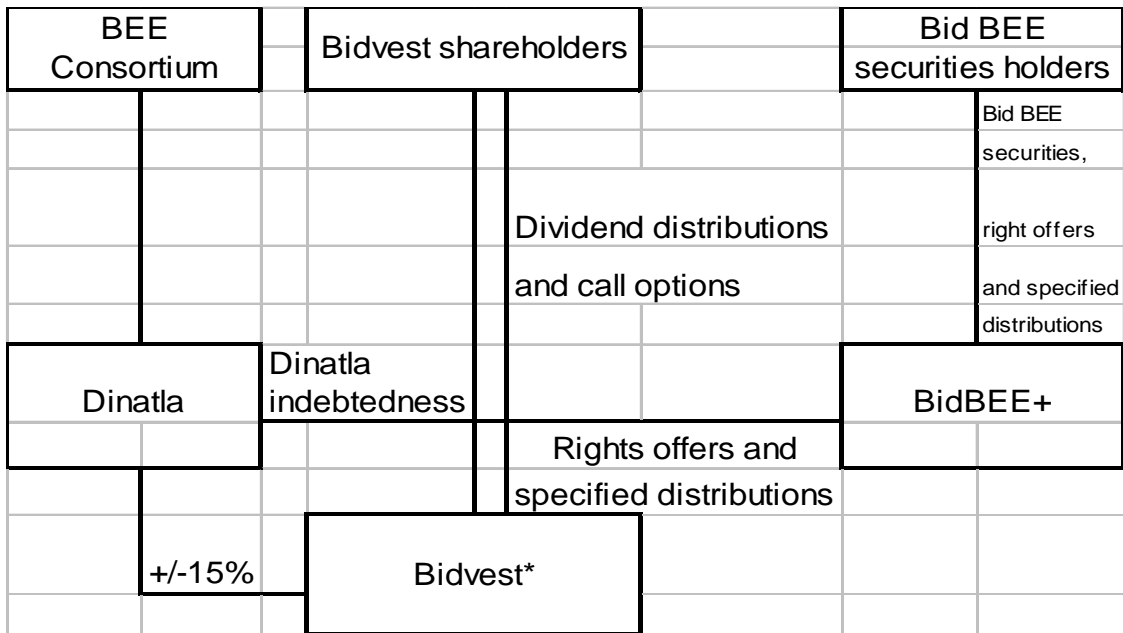 BEE
Consortium
Bidvest shareholders
Bid BEE
securities holders
Bid BEE
securities,
right offers
and specified
distributions
Dividend distributions
and call options
Dinatla
Dinatla
indebtedness
BidBEE+
Rights offers and
specified distributions
+/-15%
Bidvest*